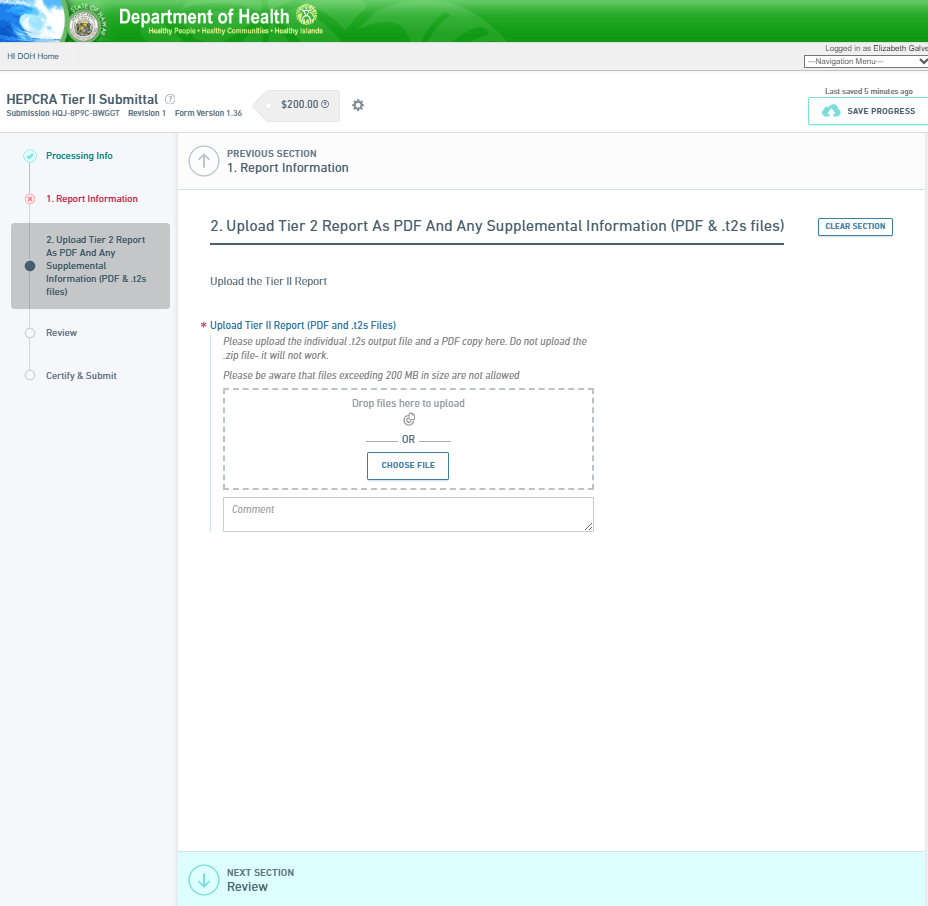 STATE OF HAWAII
Department of Health
Healthy People • Healthy Communities • Healthy Islands
HI DOH Home
Logged in as Elizabeth Galve
---Navigation Menu---
HEPCRA Tier II Submittal ?
Submission HQJ-8P9C-BWGGT Revision 1 Form Version 1.36
$200.00 ?
Last saved 5 minutes ago
SAVE PROGRESS
Processing Info
1. Report Information
2. Upload Tier 2 Report
As PDF And Any
Supplemental
Information (PDF & .t2s
files)
Review
Certify & Submit
PREVIOUS SECTION
1. Report Information
2. Upload Tier 2 Report As PDF And Any Supplemental Information (PDF & .t2s files)
CLEAR SECTION
Upload the Tier II Report
* Upload Tier II Report (PDF and .t2s Files)
Please upload the individual .t2s output file and a PDF copy here. Do not upload the
.zip file- it will not work.
Please be aware that files exceeding 200 MB in size are not allowed
Drop files here to upload
OR
CHOOSE FILE
Comment
NEXT SECTION
Review